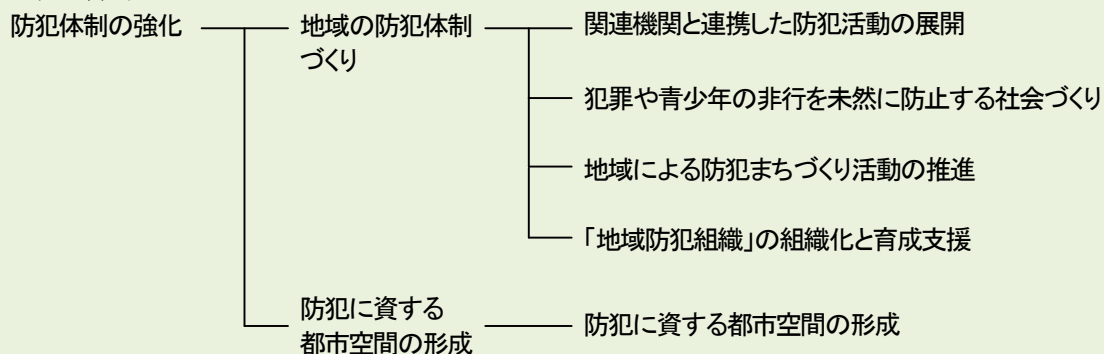 防犯体制の強化
地域の防犯体制
づくり
関連機関と連携した防犯活動の展開
犯罪や青少年の非行を未然に防止する社会づくり
地域による防犯まちづくり活動の推進
「地域防犯組織」の組織化と育成支援
防犯に資する
都市空間の形成
防犯に資する都市空間の形成